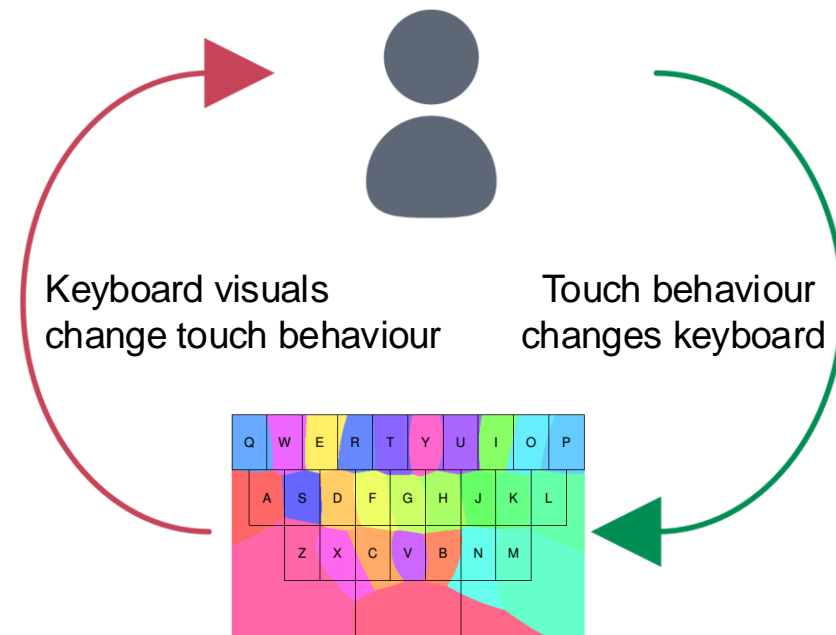 Keyboard visuals
change touch behaviour
Touch behaviour
changes keyboard
Q W E R T Y U I O P
A S D F G H J K L
Z X C V B N M